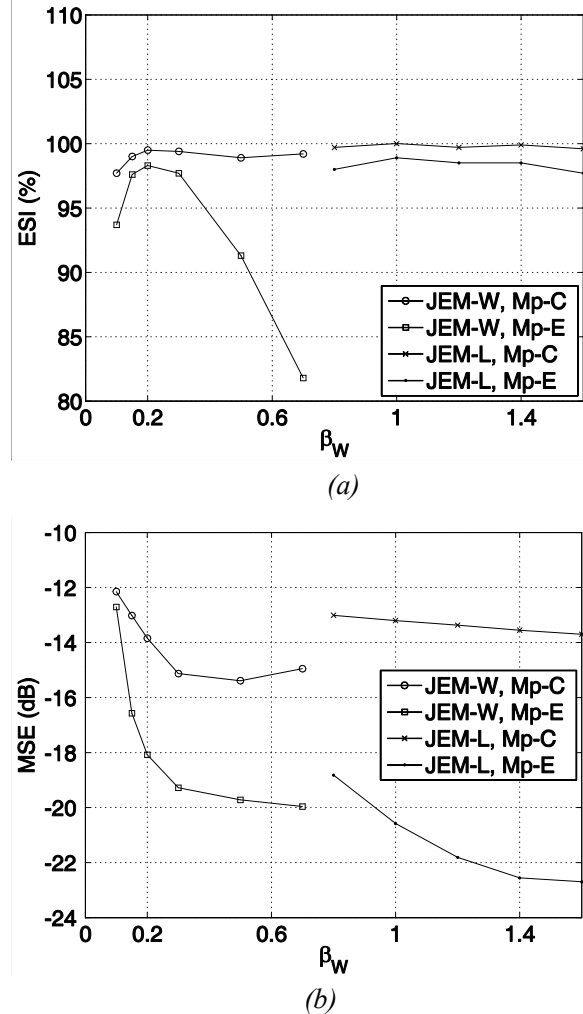 110
105
100
95
90
85
80
ESI (%)
JEM-W, Mp-C
JEM-W, Mp-E
JEM-L, Mp-C
JEM-L, Mp-E
0 0.2 0.6 1 1.4
βW
(a)
-10
-12
-14
-16
-18
-20
-22
-24
MSE (dB)
JEM-W, Mp-C
JEM-W, Mp-E
JEM-L, Mp-C
JEM-L, Mp-E
0 0.2 0.6 1 1.4
βW
(b)